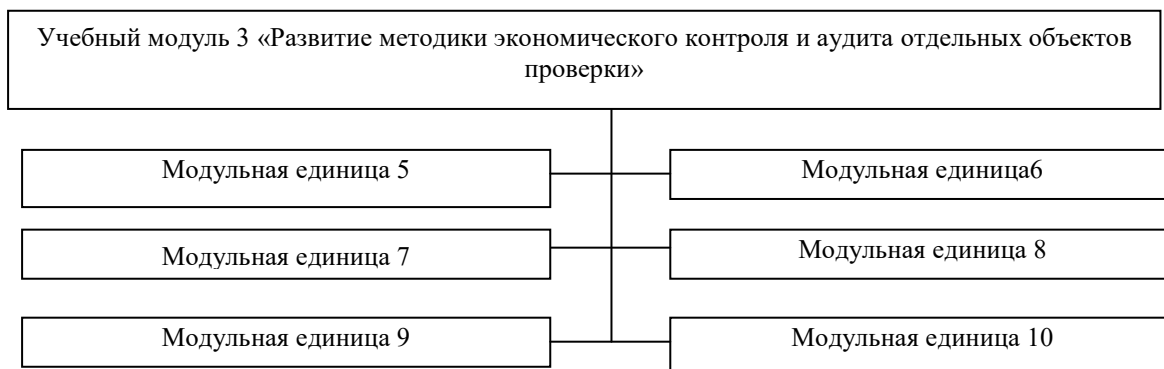 Учебный модуль 3 «Развитие методики экономического контроля и аудита отдельных объектов
проверки»
Модульная единица 5
Модульная единица6
Модульная единица 7
Модульная единица 8
Модульная единица 9
Модульная единица 10